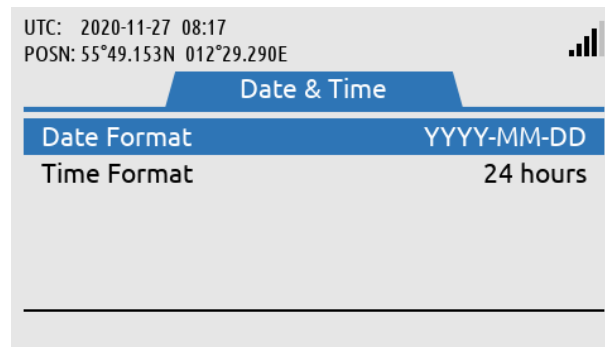 UTC: 2020-11-27 08:17
POSN: 55°49.153N 012°29.290E
Date & Time
Date Format YYYY-MM-DD
Time Format 24 hours